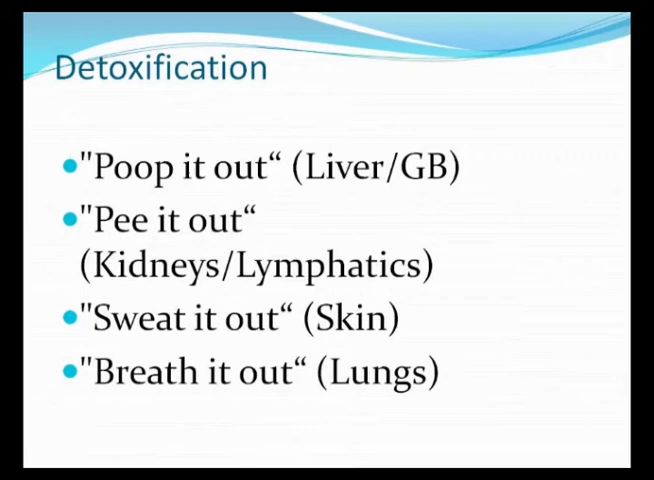 Detoxification
"Poop it out“ (Liver/GB)
"Pee it out“
(Kidneys/Lymphatics)
"Sweat it out“ (Skin)
"Breath it out“ (Lungs)